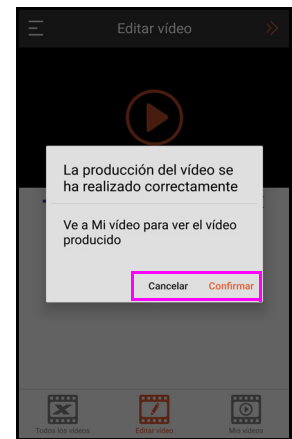 Editar vídeo
La producción del vídeo se
ha realizado correctamente
Ve a Mi vídeo para ver el vídeo
producido
Cancelar Confirmar
Todos los vídeos Editar vídeo Mis vídeos